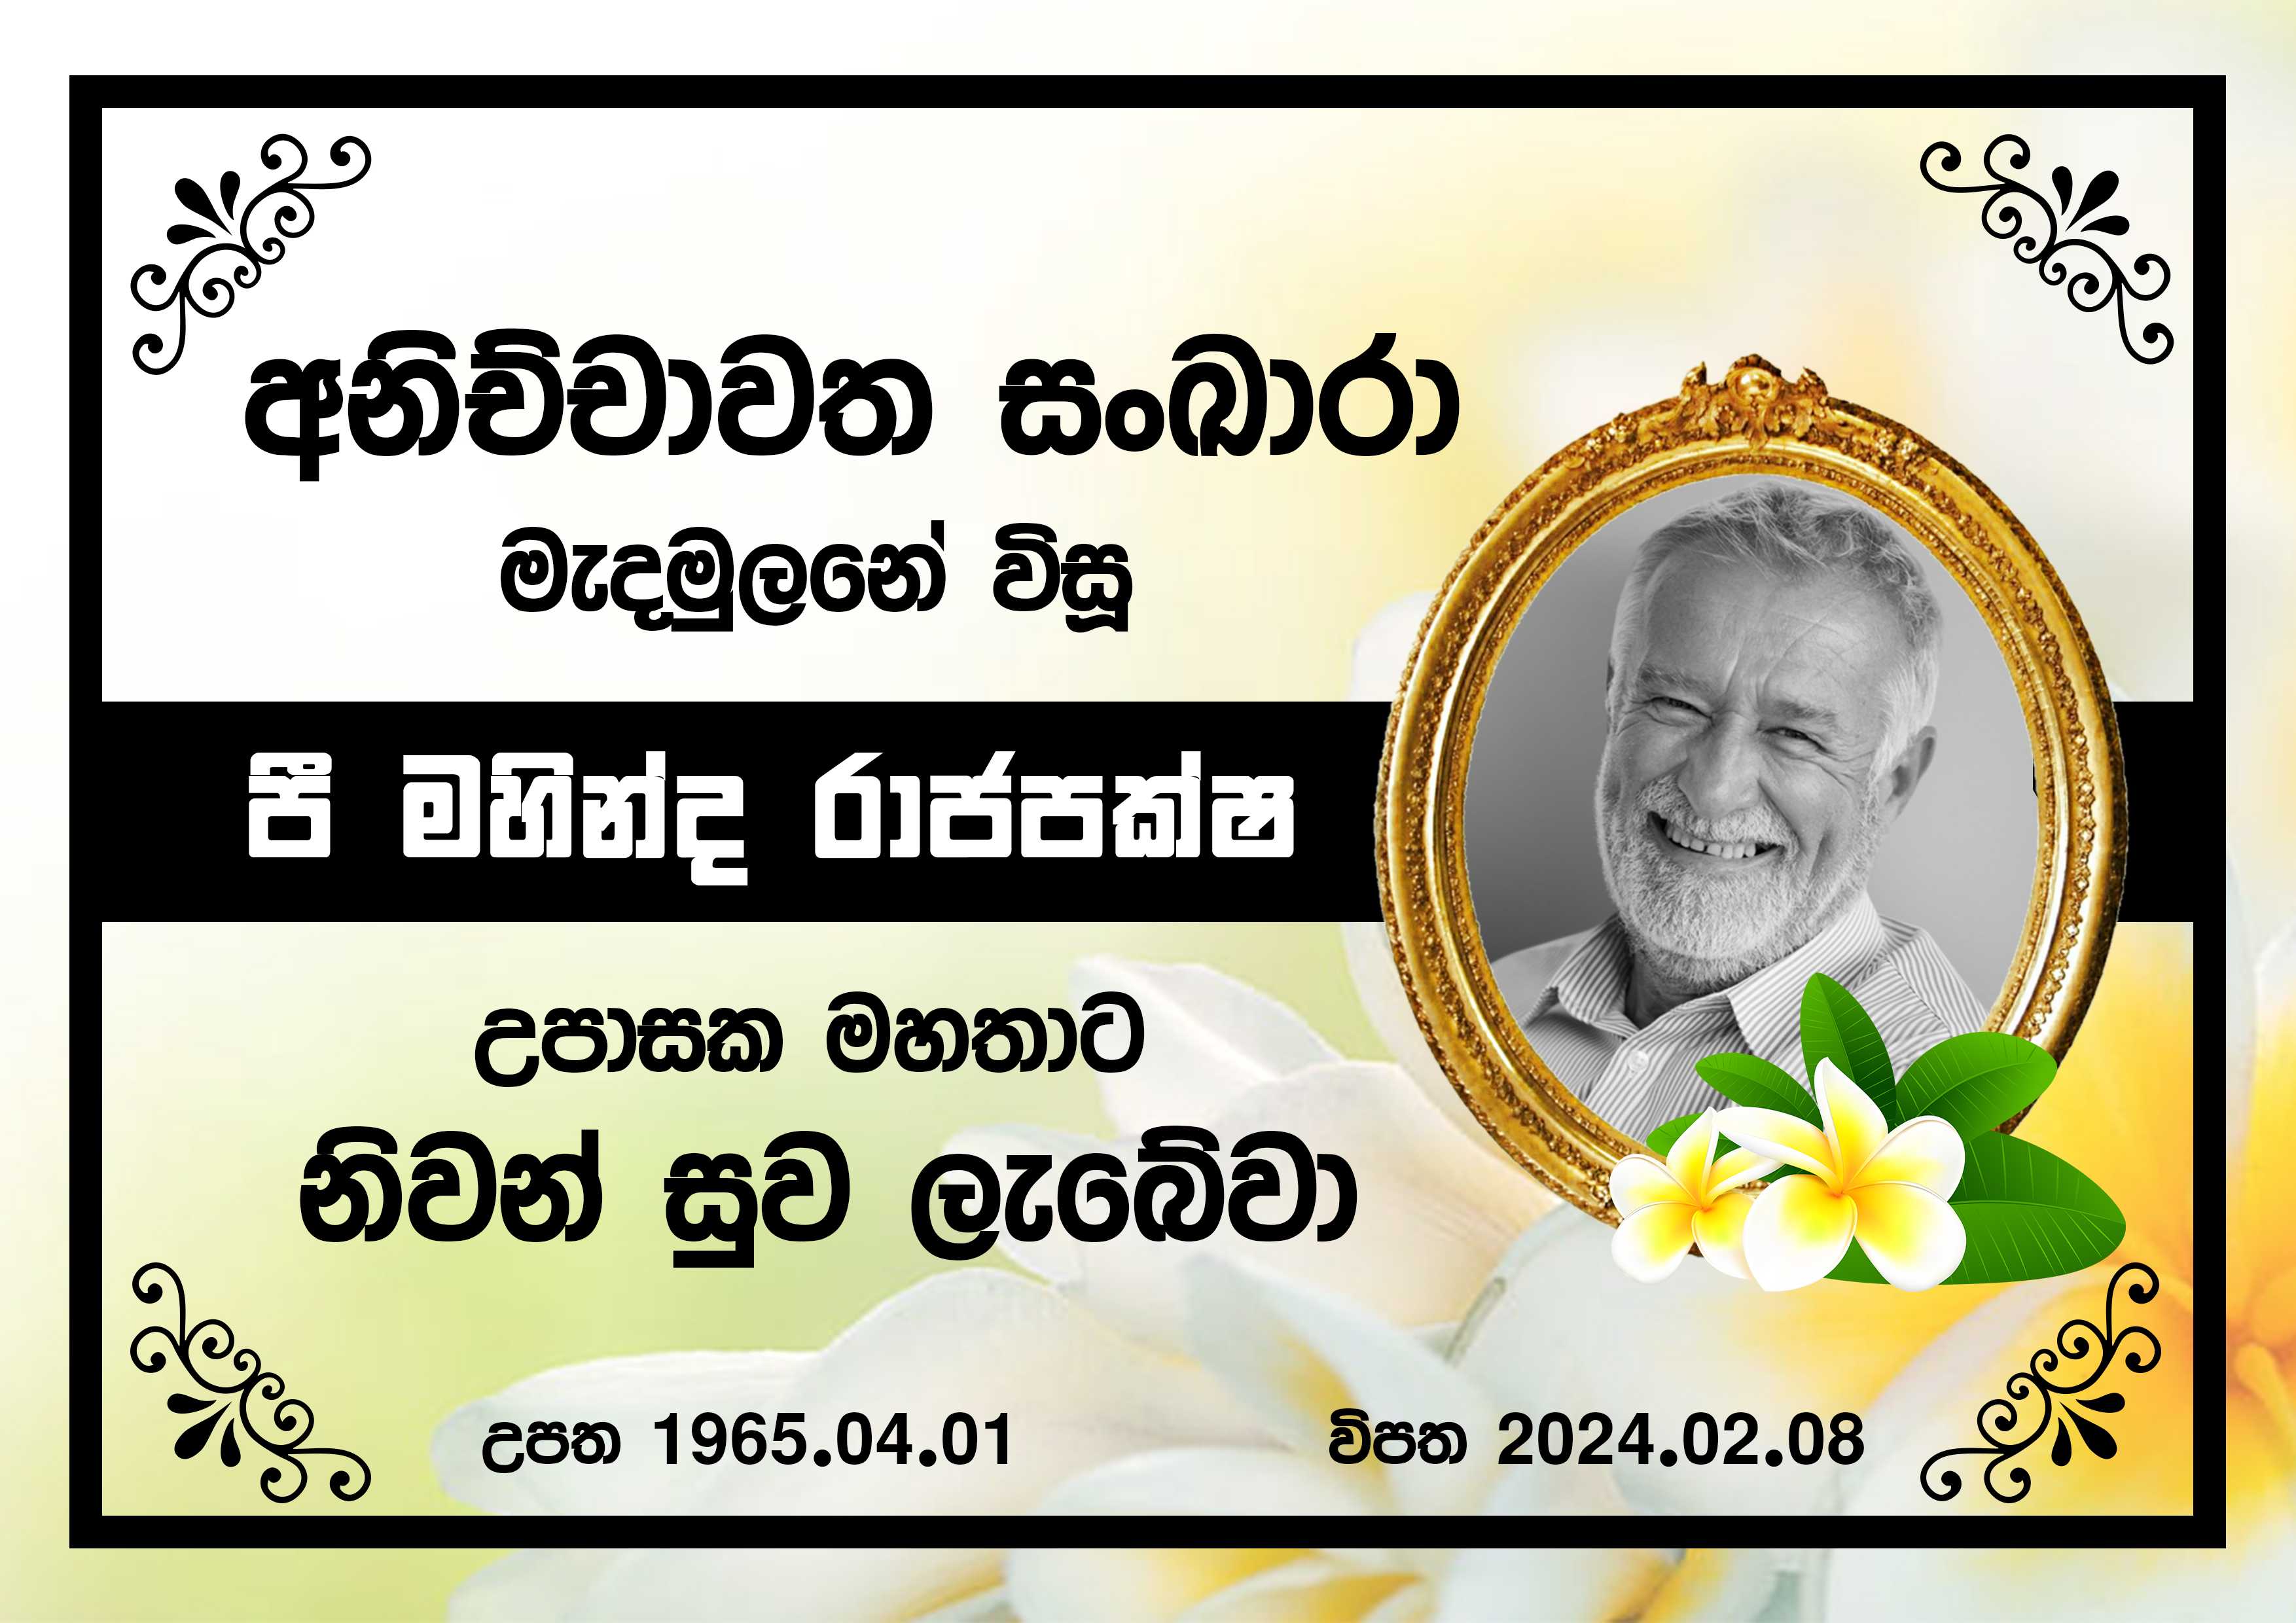 අනිච්චාවත සංඛාරා
මැදමුලනේ විසූ
පී මහින්ද රාජපක්ෂ
උපාසක මහතාට
නිවන් සුව ලැබේවා
උපත 1965.04.01 විපත 2024.02.08